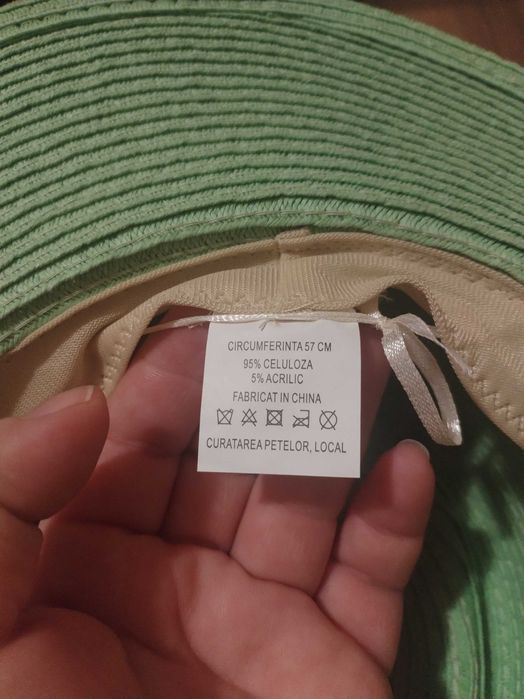 CIRCUMFERINTA 57 CM
95% CELULOZA
5% ACRILIC
FABRICAT IN CHINA
CURATAREA PETELOR, LOCAL